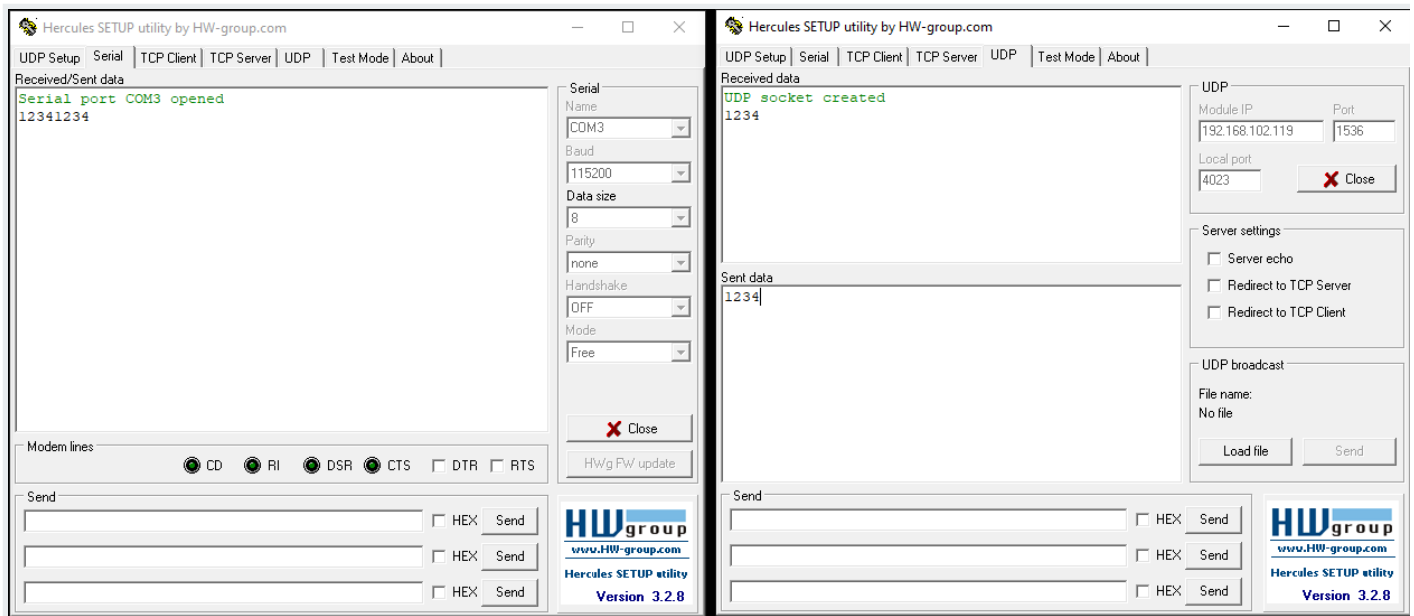 Hercules SETUP utility by HW-group.com
UDP Setup Serial TCP Client TCP Server UDP Test Mode About
Received/Sent data
Serial port COM3 opened
12341234
Serial
Name
COM3
Baud
115200
Data size
8
Parity
none
Handshake
OFF
Mode
Free
Close
HWg FW update
Modem lines
CD RI DSR CTS DTR RTS
Send
HEX Send
HEX Send
HEX Send
HW group
www.HW-group.com
Hercules SETUP utility
Version 3.2.8
Hercules SETUP utility by HW-group.com
UDP Setup Serial TCP Client TCP Server UDP Test Mode About
Received data
UDP socket created
1234
Sent data
1234
UDP
Module IP Port
192.168.102.119 1536
Local port
4023 Close
Server settings
Server echo
Redirect to TCP Server
Redirect to TCP Client
UDP broadcast
File name:
No file
Load file Send
Send
HEX Send
HEX Send
HEX Send
HW group
www.HW-group.com
Hercules SETUP utility
Version 3.2.8